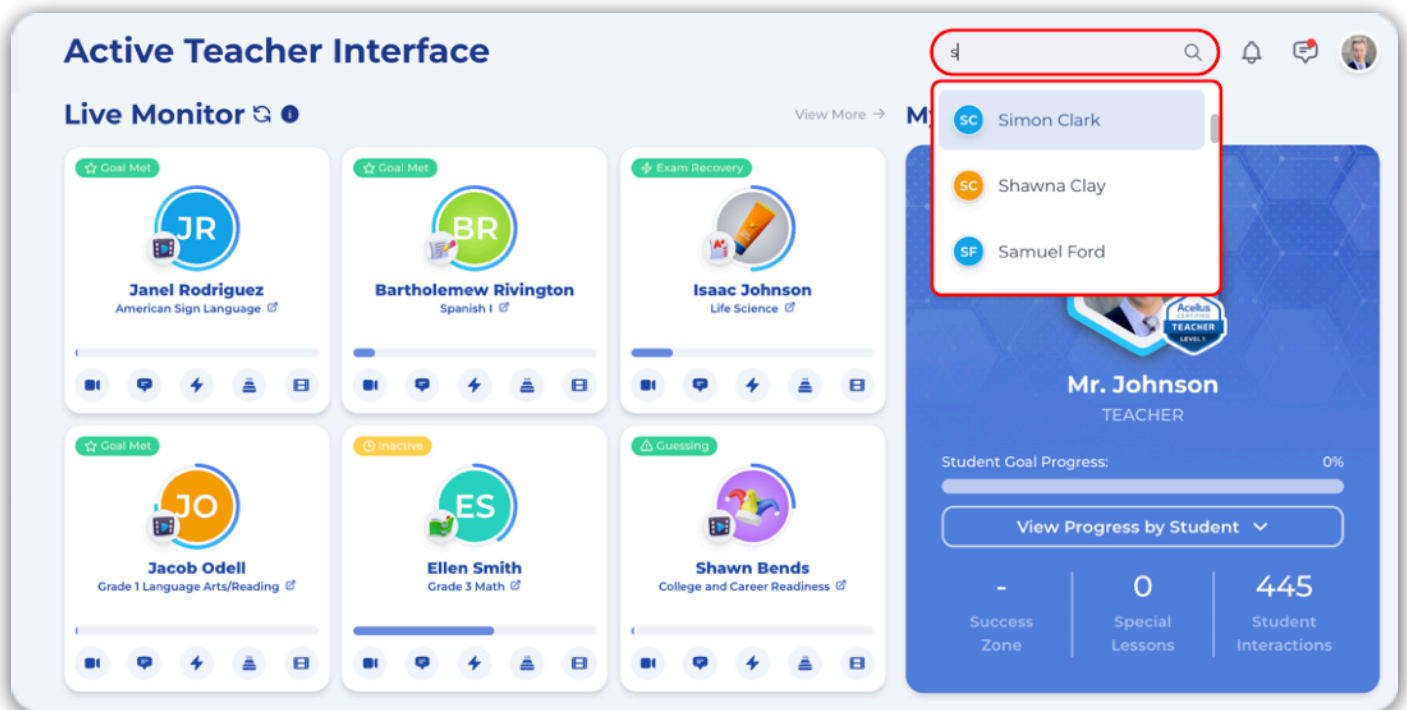 Active Teacher Interface
s
Live Monitor
View More →
M
SC Simon Clark
SC Shawna Clay
SF Samuel Ford
Goal Met
JR
Janel Rodriguez
American Sign Language
Goal Met
BR
Bartholemew Rivington
Spanish I
Exam Recovery
Isaac Johnson
Life Science
Goal Met
JO
Jacob Odell
Grade 1 Language Arts/Reading
Inactive
ES
Ellen Smith
Grade 3 Math
Guessing
Shawn Bends
College and Career Readiness
Acellus
CERTIFIED
TEACHER
LEVEL 1
Mr. Johnson
TEACHER
Student Goal Progress: 0%
View Progress by Student
- 0 445
Success Special Student
Zone Lessons Interactions